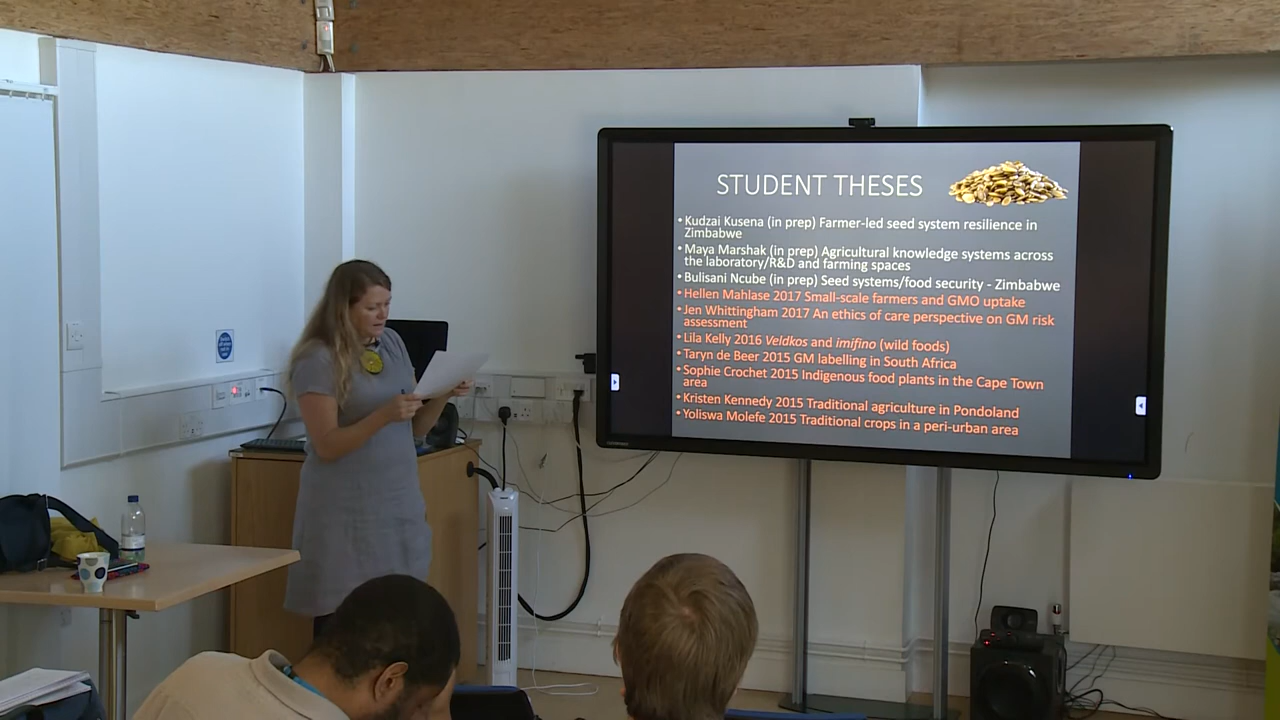 STUDENT THESES
• Kudzai Kusena (in prep) Farmer-led seed system resilience in
Zimbabwe
• Maya Marshak (in prep) Agricultural knowledge systems across
the laboratory/R&D and farming spaces
• Bulisani Ncube (in prep) Seed systems/food security - Zimbabwe
• Hellen Mahlase 2017 Small-scale farmers and GMO uptake
• Jen Whittingham 2017 An ethics of care perspective on GM risk
assessment
• Lila Kelly 2016 Veldkos and imifino (wild foods)
• Taryn de Beer 2015 GM labelling in South Africa
• Sophie Crochet 2015 Indigenous food plants in the Cape Town
area
• Kristen Kennedy 2015 Traditional agriculture in Pondoland
• Yoliswa Molefe 2015 Traditional crops in a peri-urban area